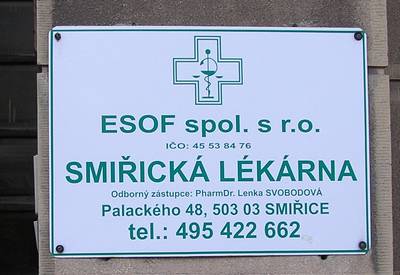 ESOF spol. s r.o.
IČO: 45 53 84 76
SMIŘICKÁ LÉKÁRNA
Odborný zástupce: PharmDr. Lenka SVOBODOVÁ
Palackého 48, 503 03 SMIŘICE
tel.: 495 422 662